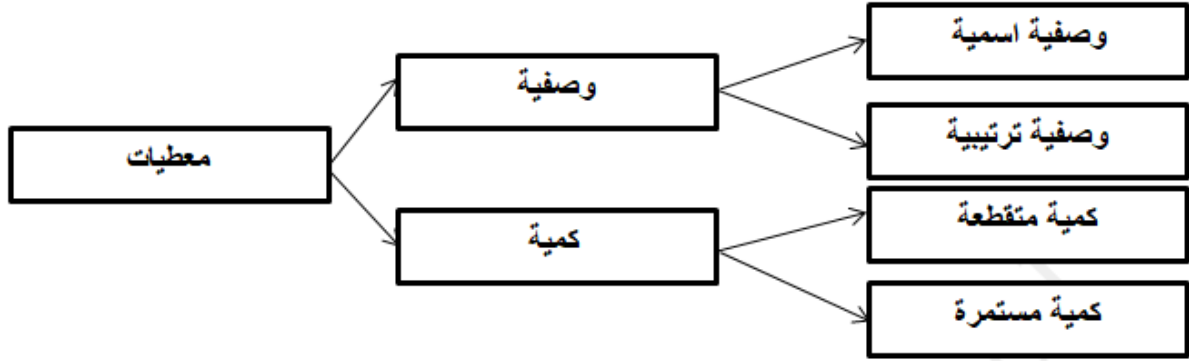 معطيات
وصفية
كمية
وصفية اسمية
وصفية ترتيبية
كمية متقطعة
كمية مستمرة